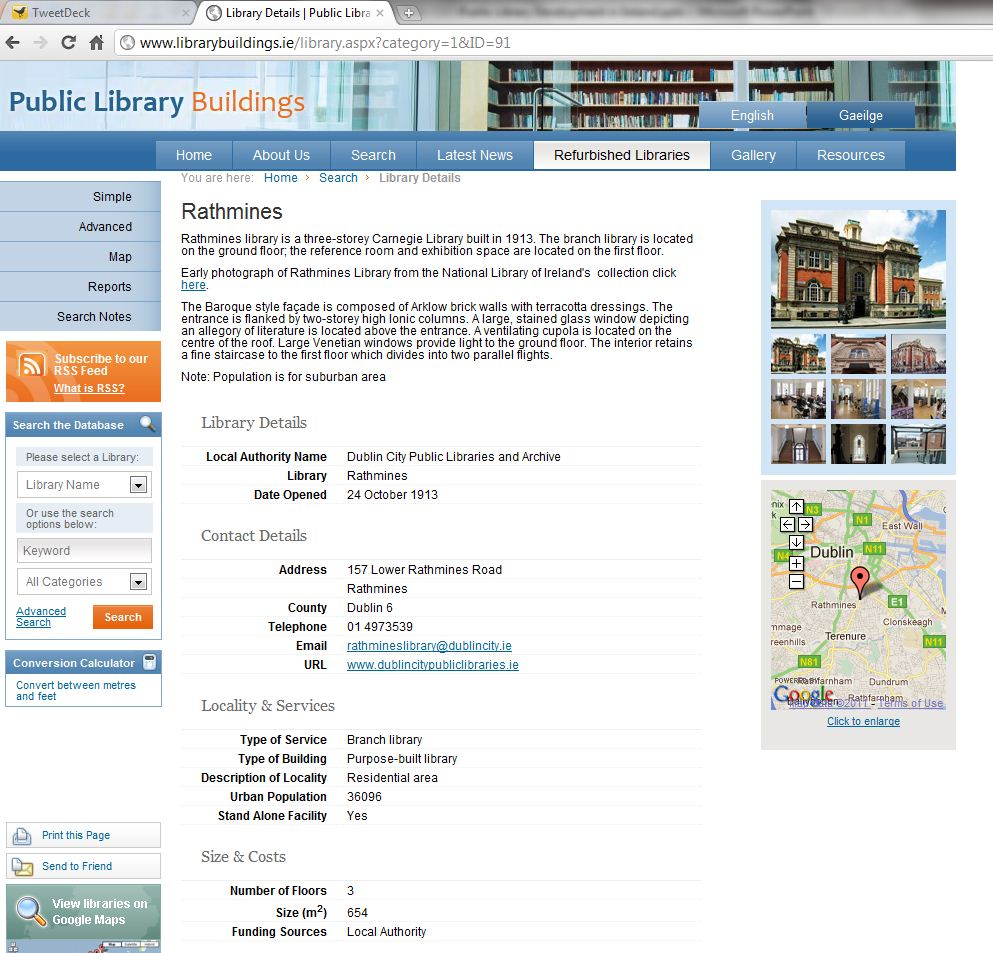 TweetDeck
Library Details | Public Libra
www.librarybuildings.ie/library.aspx?category=1&ID=91
Public Library Buildings
English
Gaeilge
Home
About Us
Search
Latest News
Refurbished Libraries
Gallery
Resources
You are here: Home > Search > Library Details
Simple
Advanced
Map
Reports
Search Notes
Subscribe to our
RSS Feed
What is RSS?
Search the Database
Please select a Library:
Library Name
Or use the search
options below:
Keyword
All Categories
Advanced
Search
Search
Conversion Calculator
Convert between metres
and feet
Print this Page
Send to Friend
View libraries on
Google Maps
Rathmines
Rathmines library is a three-storey Carnegie Library built in 1913. The branch library is located
on the ground floor; the reference room and exhibition space are located on the first floor.
Early photograph of Rathmines Library from the National Library of Ireland's collection click
here.
The Baroque style façade is composed of Arklow brick walls with terracotta dressings. The
entrance is flanked by two-storey high Ionic columns. A large, stained glass window depicting
an allegory of literature is located above the entrance. A ventilating cupola is located on the
centre of the roof. Large Venetian windows provide light to the ground floor. The interior retains
a fine staircase to the first floor which divides into two parallel flights.
Note: Population is for suburban area
Library Details
Local Authority Name Dublin City Public Libraries and Archive
Library Rathmines
Date Opened 24 October 1913
Contact Details
Address 157 Lower Rathmines Road
Rathmines
County Dublin 6
Telephone 01 4973539
Email rathmineslibrary@dublincity.ie
URL www.dublincitypubliclibraries.ie
Locality & Services
Type of Service Branch library
Type of Building Purpose-built library
Description of Locality Residential area
Urban Population 36096
Stand Alone Facility Yes
Size & Costs
Number of Floors 3
Size (m2) 654
Funding Sources Local Authority
N3
N1
East Wall
Dublin
N11
N4
E1
Rathmines
Clonskeagh
Terenure
N11
N81
Rathfarnham
Dundrum
POWERED BY
Google
Rathfarnham
©2011 - Terms of Use
Click to enlarge